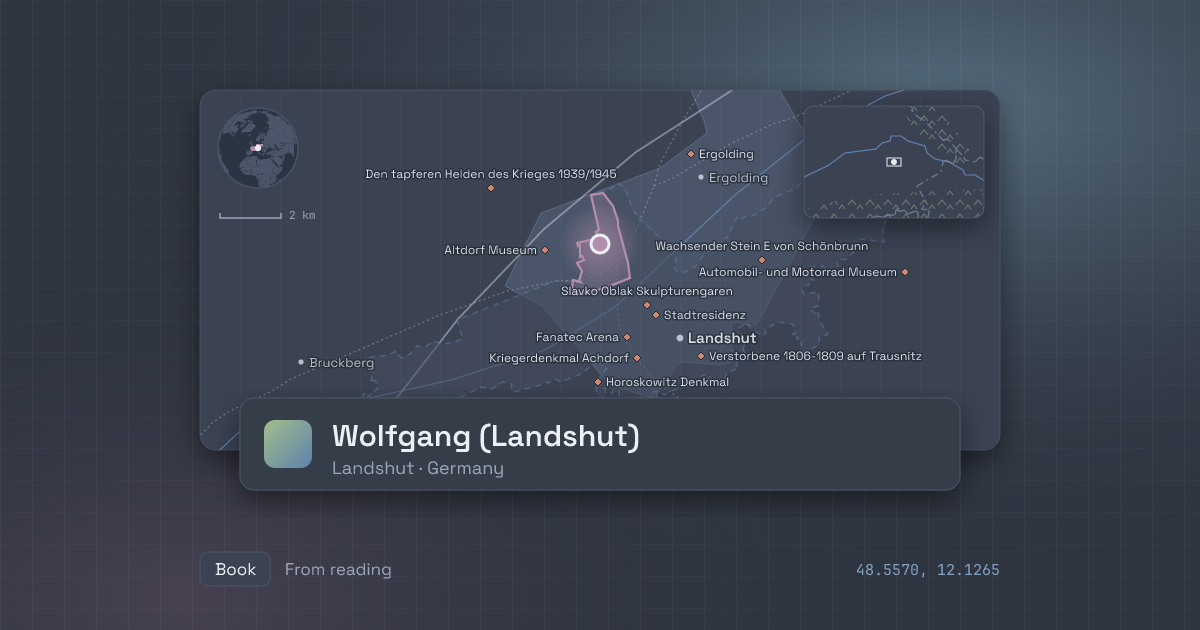 Ergolding
Den tapferen Helden des Krieges 1939/1945
Ergolding
2 km
Wachsender Stein E von Schönbrunn
Altdorf Museum
Automobil- und Motorrad Museum
Slavko Oblak Skulpturengaren
Stadtresidenz
Fanatec Arena
Landshut
Kriegerdenkmal Achdorf
Verstorbene 1806-1809 auf Trausnitz
Bruckberg
Horoskowitz Denkmal
Wolfgang (Landshut)
Landshut · Germany
Book
From reading
48.5570, 12.1265